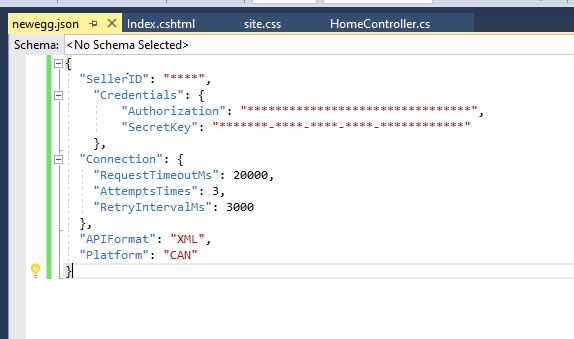 newegg.json Index.cshtml site.css HomeController.cs
Schema: <No Schema Selected>
{
"SellerID": "****",
"Credentials": {
"Authorization": "********************************",
"SecretKey": "*******-****-****-****-************"
},
"Connection": {
"RequestTimeoutMs": 20000,
"AttemptsTimes": 3,
"RetryIntervalMs": 3000
},
"APIFormat": "XML",
"Platform": "CAN"
}